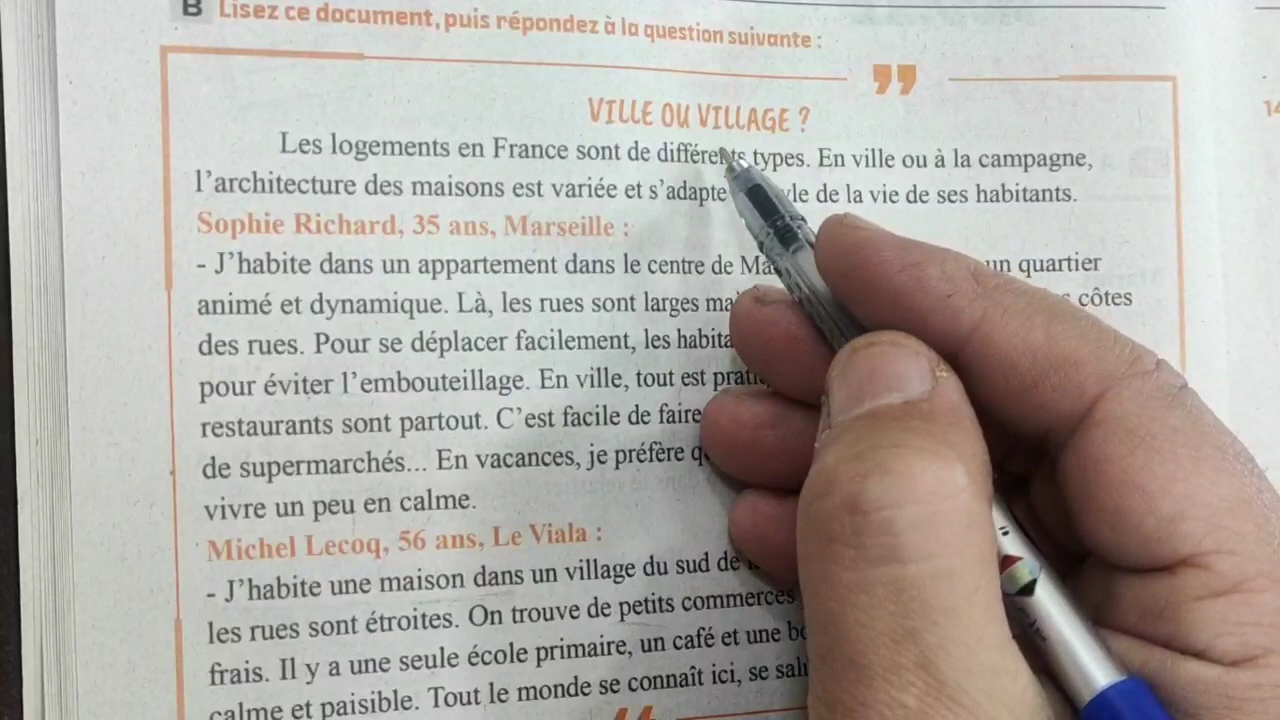 B Lisez ce document, puis répondez à la question suivante :
VILLE OU VILLAGE ?
Les logements en France sont de différents types. En ville ou à la campagne,
l'architecture des maisons est variée et s'adapte de la vie de ses habitants.
Sophie Richard, 35 ans, Marseille :
- J'habite dans un appartement dans le centre de un quartier
animé et dynamique. Là, les rues sont larges côtes
des rues. Pour se déplacer facilement, les
pour éviter l'embouteillage. En ville, tout est
restaurants sont partout. C'est facile de faire
de supermarchés... En vacances, je préfère
vivre un peu en calme.
Michel Lecoq, 56 ans, Le Viala :
- J'habite une maison dans un village du sud de
les rues sont étroites. On trouve de petits commerces
frais. Il y a une seule école primaire, un café et une
calme et paisible. Tout le monde se connaît ici, se